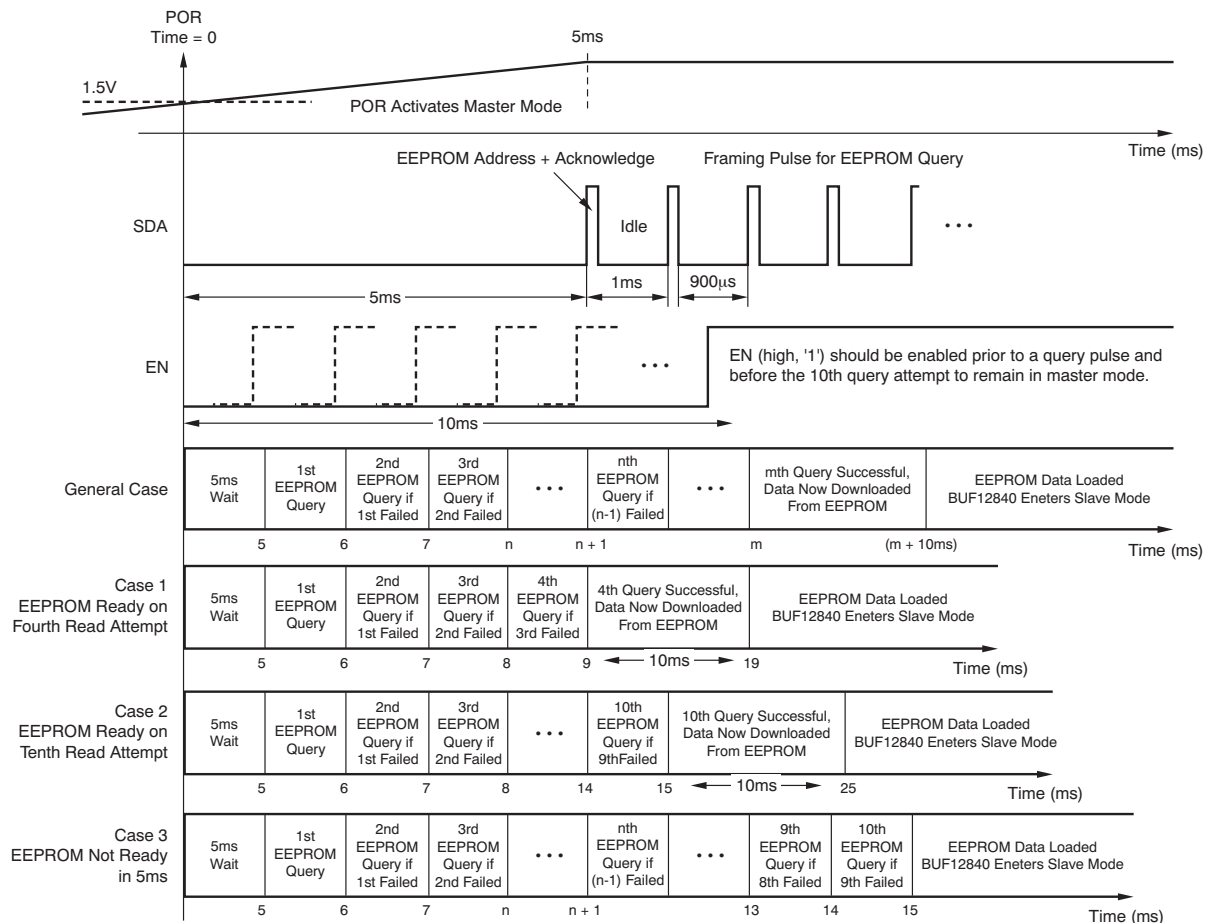 POR
Time = 0
5ms
1.5V
POR Activates Master Mode
Time (ms)
EEPROM Address + Acknowledge
Framing Pulse for EEPROM Query
SDA
Idle
• • •
5ms
1ms
900μs
EN
• • •
EN (high, '1') should be enabled prior to a query pulse and
before the 10th query attempt to remain in master mode.
10ms
General Case
5ms
Wait
1st
EEPROM
Query
2nd
EEPROM
Query if
1st Failed
3rd
EEPROM
Query if
2nd Failed
• • •
nth
EEPROM
Query if
(n-1) Failed
• • •
mth Query Successful,
Data Now Downloaded
From EEPROM
EEPROM Data Loaded
BUF12840 Eneters Slave Mode
5 6 7 n n + 1 m (m + 10ms) Time (ms)
Case 1
EEPROM Ready on
Fourth Read Attempt
5ms
Wait
1st
EEPROM
Query
2nd
EEPROM
Query if
1st Failed
3rd
EEPROM
Query if
2nd Failed
4th
EEPROM
Query if
3rd Failed
4th Query Successful,
Data Now Downloaded
From EEPROM
EEPROM Data Loaded
BUF12840 Eneters Slave Mode
5 6 7 8 9 10ms 19 Time (ms)
Case 2
EEPROM Ready on
Tenth Read Attempt
5ms
Wait
1st
EEPROM
Query
2nd
EEPROM
Query if
1st Failed
3rd
EEPROM
Query if
2nd Failed
• • •
10th
EEPROM
Query if
9thFailed
10th Query Successful,
Data Now Downloaded
From EEPROM
EEPROM Data Loaded
BUF12840 Eneters Slave Mode
5 6 7 8 14 15 10ms 25 Time (ms)
Case 3
EEPROM Not Ready
in 5ms
5ms
Wait
1st
EEPROM
Query
2nd
EEPROM
Query if
1st Failed
3rd
EEPROM
Query if
2nd Failed
• • •
nth
EEPROM
Query if
(n-1) Failed
• • •
9th
EEPROM
Query if
8th Failed
10th
EEPROM
Query if
9th Failed
EEPROM Data Loaded
BUF12840 Eneters Slave Mode
5 6 7 n n + 1 13 14 15 Time (ms)